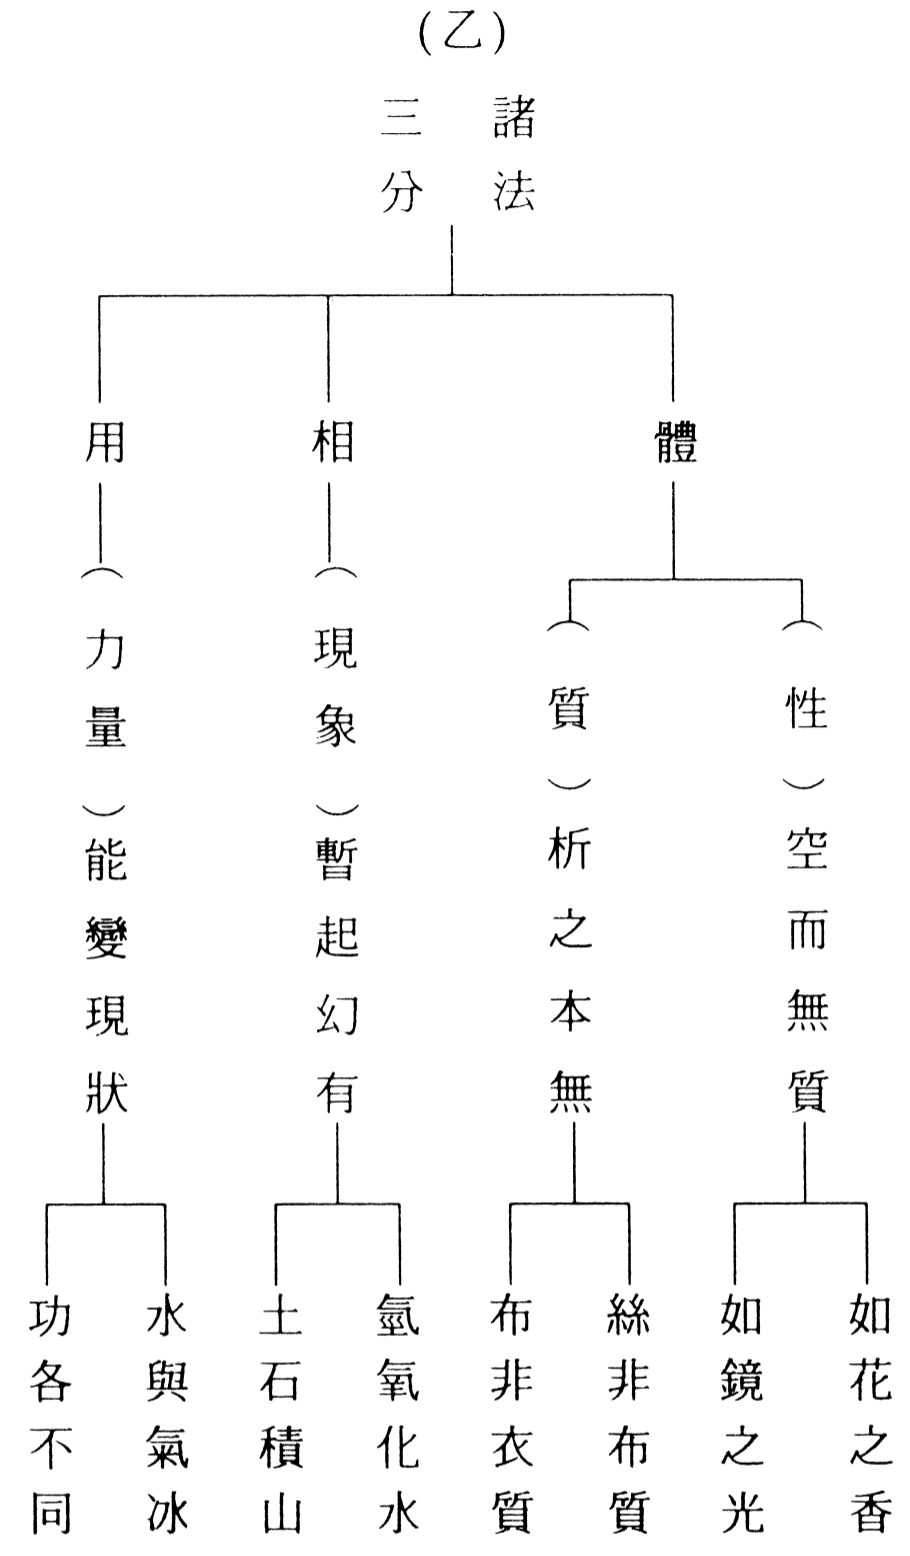 (乙)
諸法
三分
體
(性)空而無質
如花之香
如鏡之光
(質)析之本無
絲非布質
布非衣質
相
(現象)暫起幻有
氫氧化水
土石積山
用
(力量)能變現狀
水與氣冰
功各不同